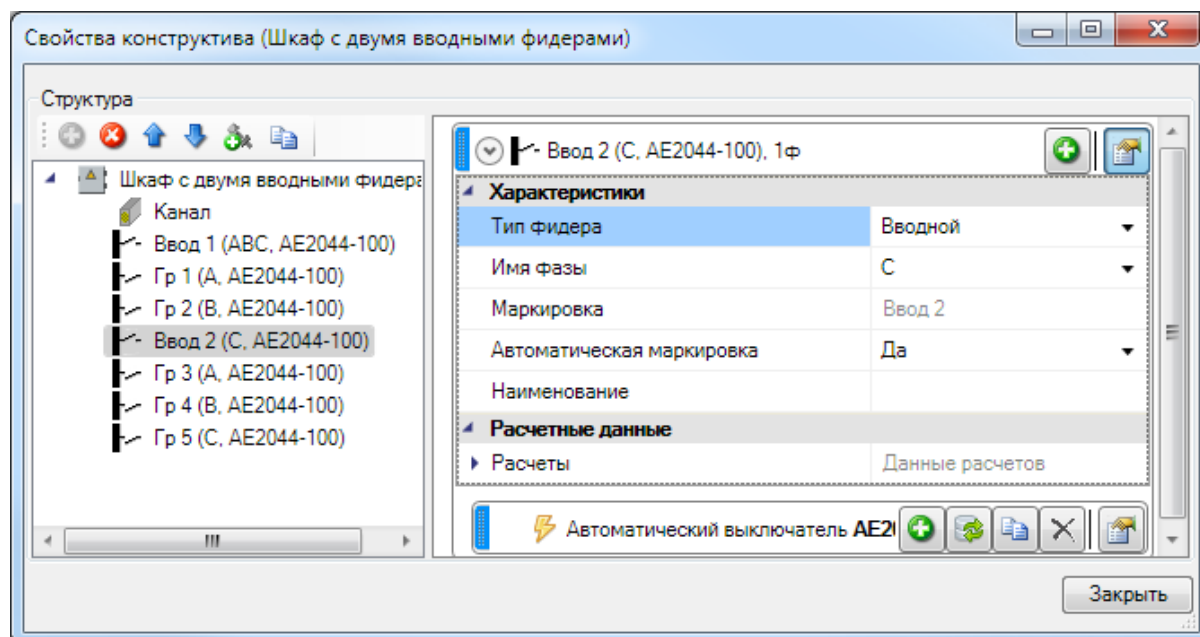 Свойства конструктива (Шкаф с двумя вводными фидерами)
Структура
Шкаф с двумя вводными фидера
Канал
Ввод 1 (ABC, AE2044-100)
Гр 1 (A, AE2044-100)
Гр 2 (B, AE2044-100)
Ввод 2 (C, AE2044-100)
Гр 3 (A, AE2044-100)
Гр 4 (B, AE2044-100)
Гр 5 (C, AE2044-100)
Ввод 2 (C, AE2044-100), 1ф
Характеристики
Тип фидера Вводной
Имя фазы C
Маркировка Ввод 2
Автоматическая маркировка Да
Наименование
Расчетные данные
Расчеты Данные расчетов
Автоматический выключатель AE20
Закрыть